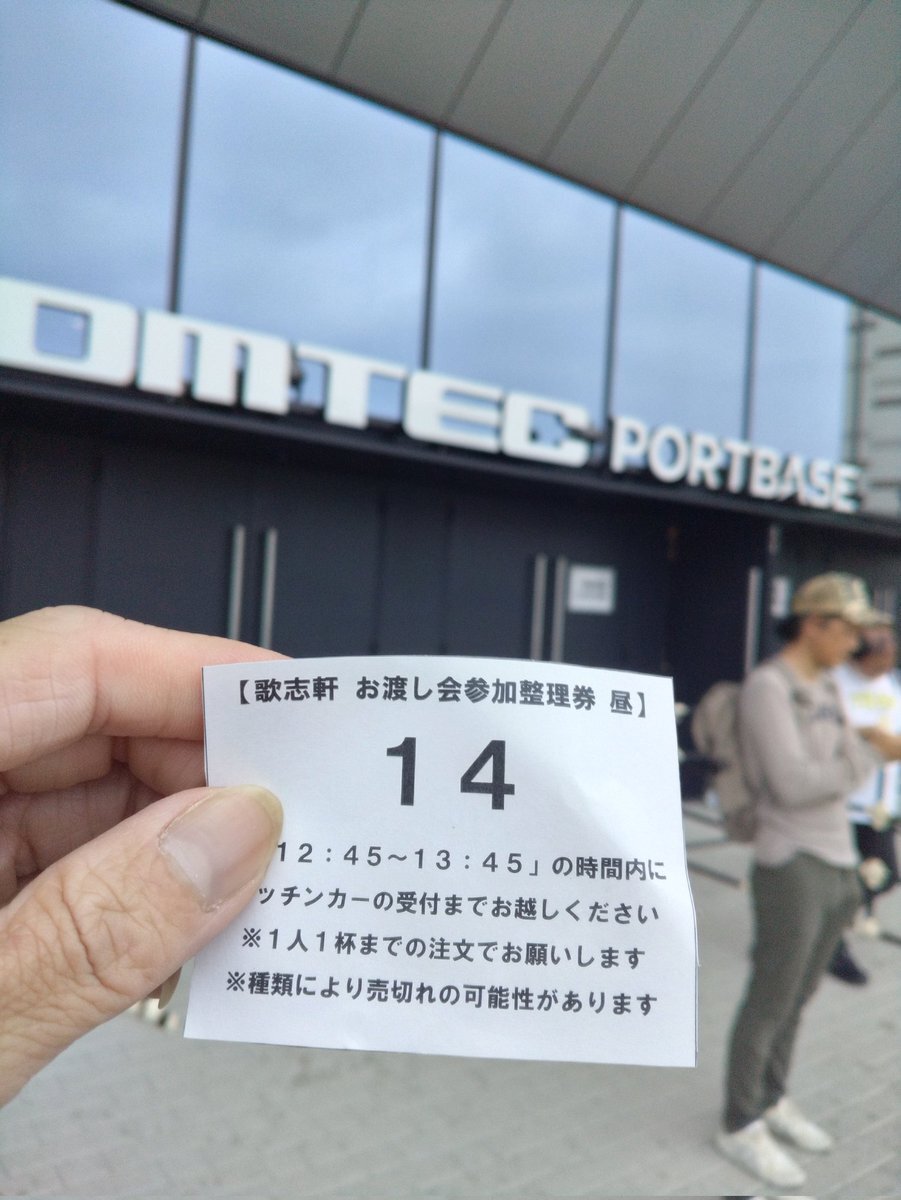 OMTEC PORTBASE
【歌志軒 お渡し会参加整理券 昼】
14
12：45～13：45」の時間内に
ッチンカーの受付までお越しください
※1人1杯までの注文でお願いします
※種類により売切れの可能性があります